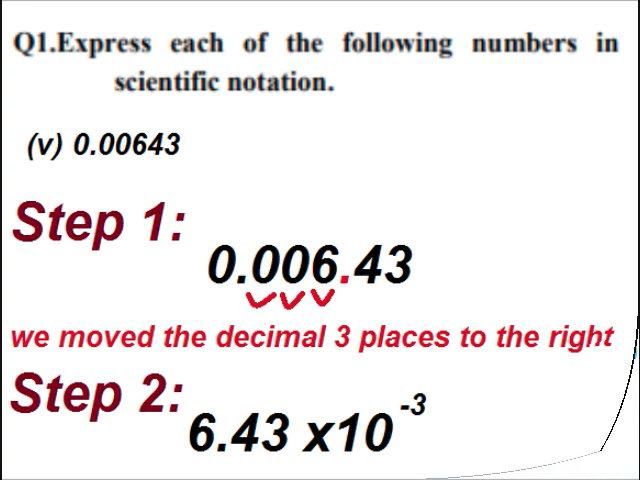 Q1.Express each of the following numbers in
scientific notation.
(v) 0.00643
Step 1:
0.006.43
we moved the decimal 3 places to the right
Step 2:
6.43 x10⁻³